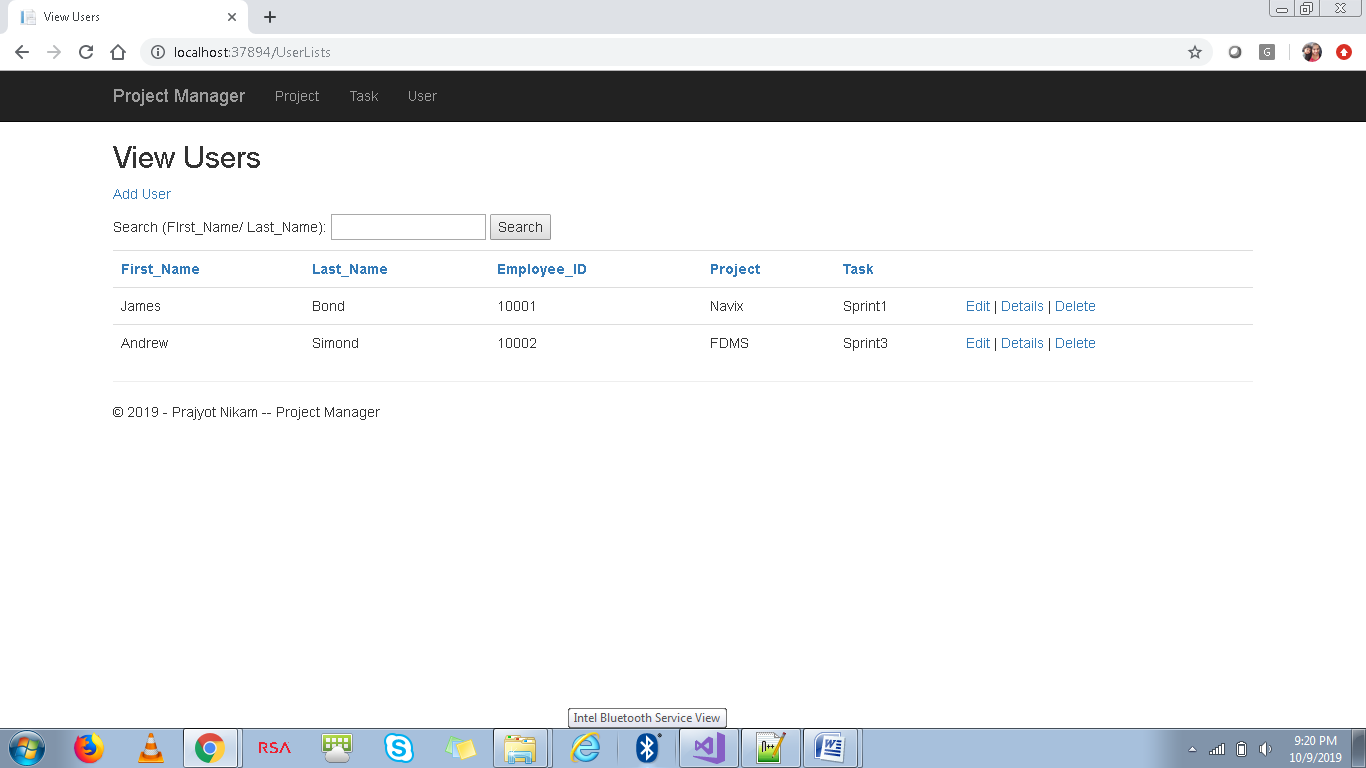 View Users
localhost:37894/UserLists
G
Project Manager Project Task User
View Users
Add User
Search (FIrst_Name/ Last_Name): Search
First_Name Last_Name Employee_ID Project Task
James Bond 10001 Navix Sprint1 Edit | Details | Delete
Andrew Simond 10002 FDMS Sprint3 Edit | Details | Delete
© 2019 - Prajyot Nikam -- Project Manager
Intel Bluetooth Service View
RSA
9:20 PM
10/9/2019